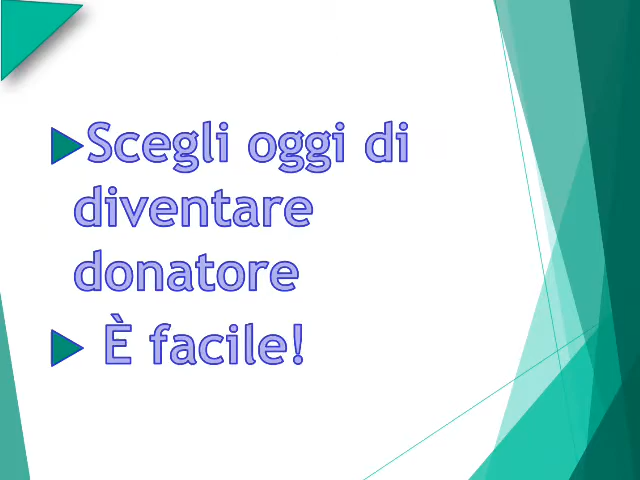 Scegli oggi di
diventare
donatore
È facile!